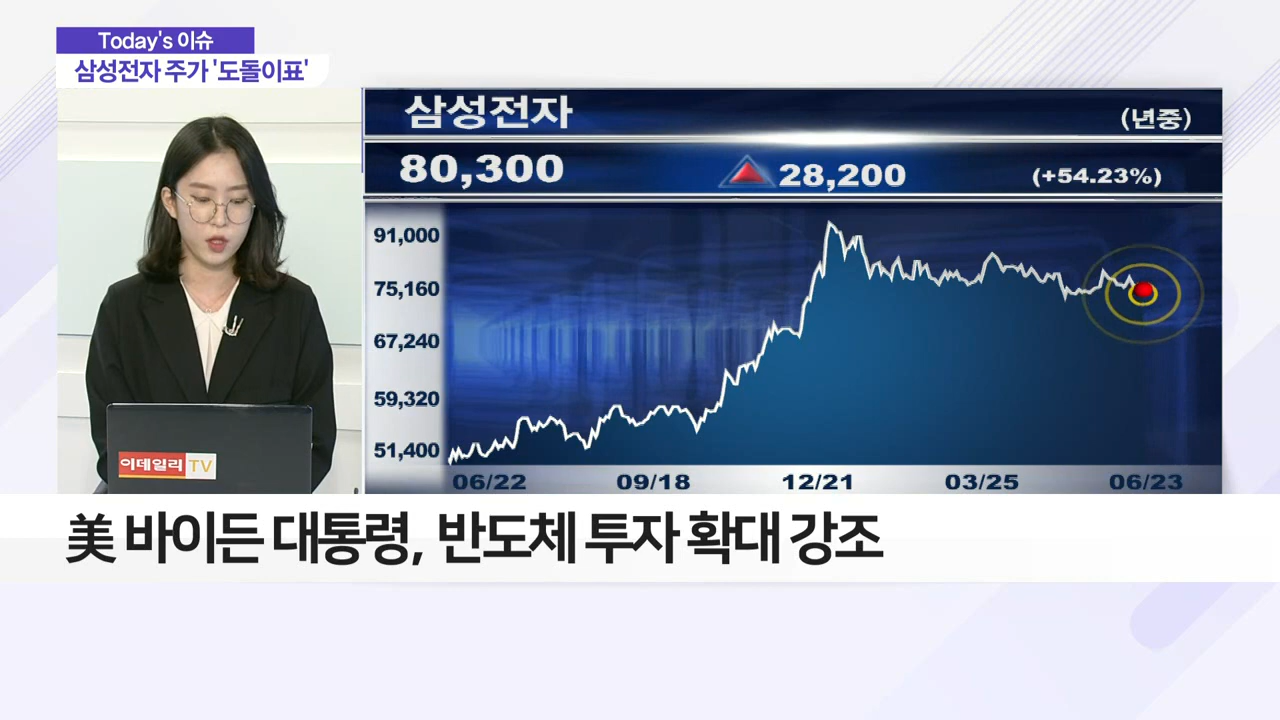 Today's 이슈
삼성전자 주가 '도돌이표'
삼성전자 (년중)
80,300 28,200 (+54.23%)
91,000
75,160
67,240
59,320
51,400
06/22 09/18 12/21 03/25 06/23
이데일리 TV
美 바이든 대통령, 반도체 투자 확대 강조